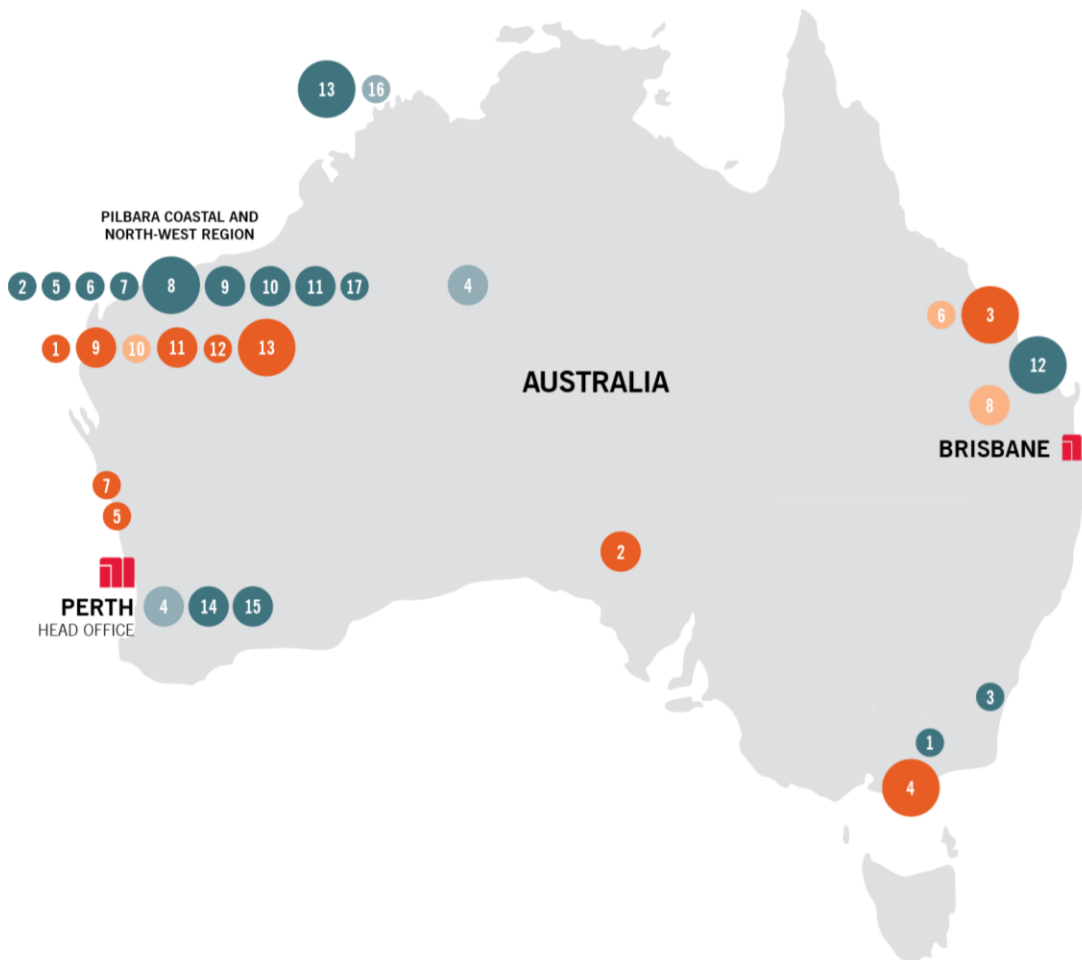 13 16
PILBARA COASTAL AND
NORTH-WEST REGION
2 5 6 7 8 9 10 11 17
4
6 3
1 9 10 11 12 13
12
AUSTRALIA
8
BRISBANE
7
5
2
PERTH
4 14 15
HEAD OFFICE
3
1
4